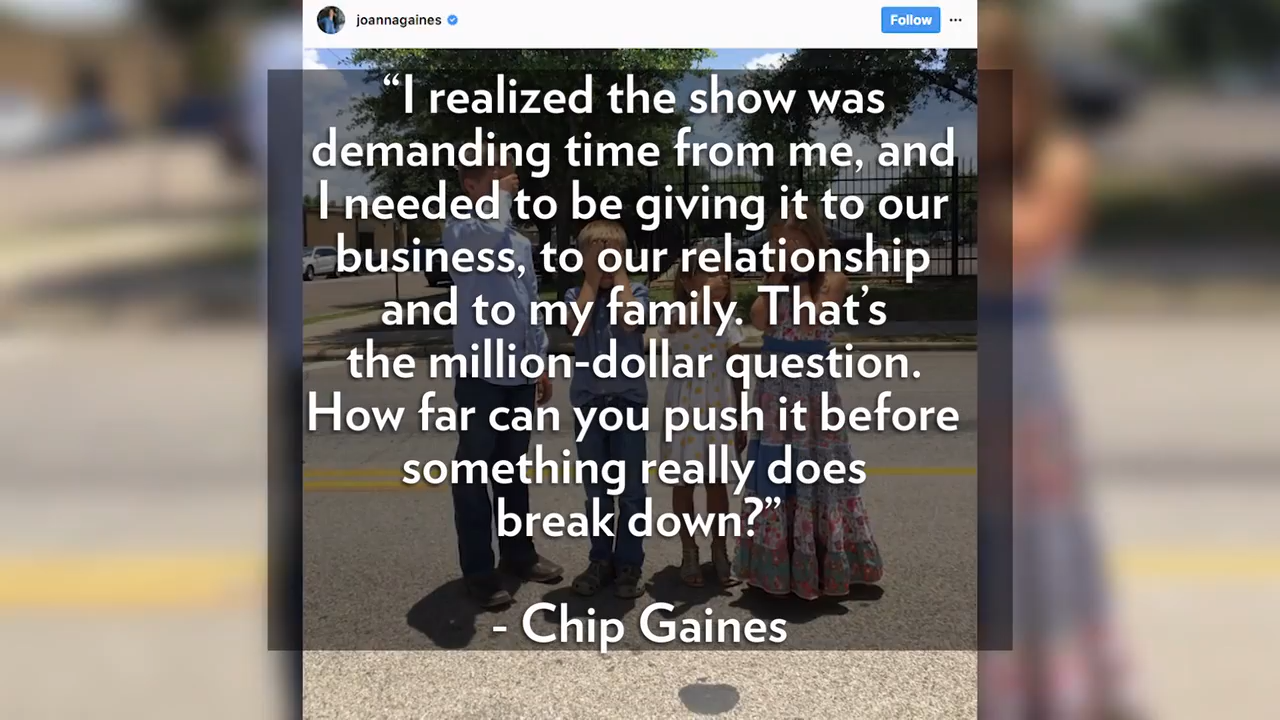 joannagaines
Follow
“I realized the show was
demanding time from me, and
I needed to be giving it to our
business, to our relationship
and to my family. That’s
the million-dollar question.
How far can you push it before
something really does
break down?”
- Chip Gaines